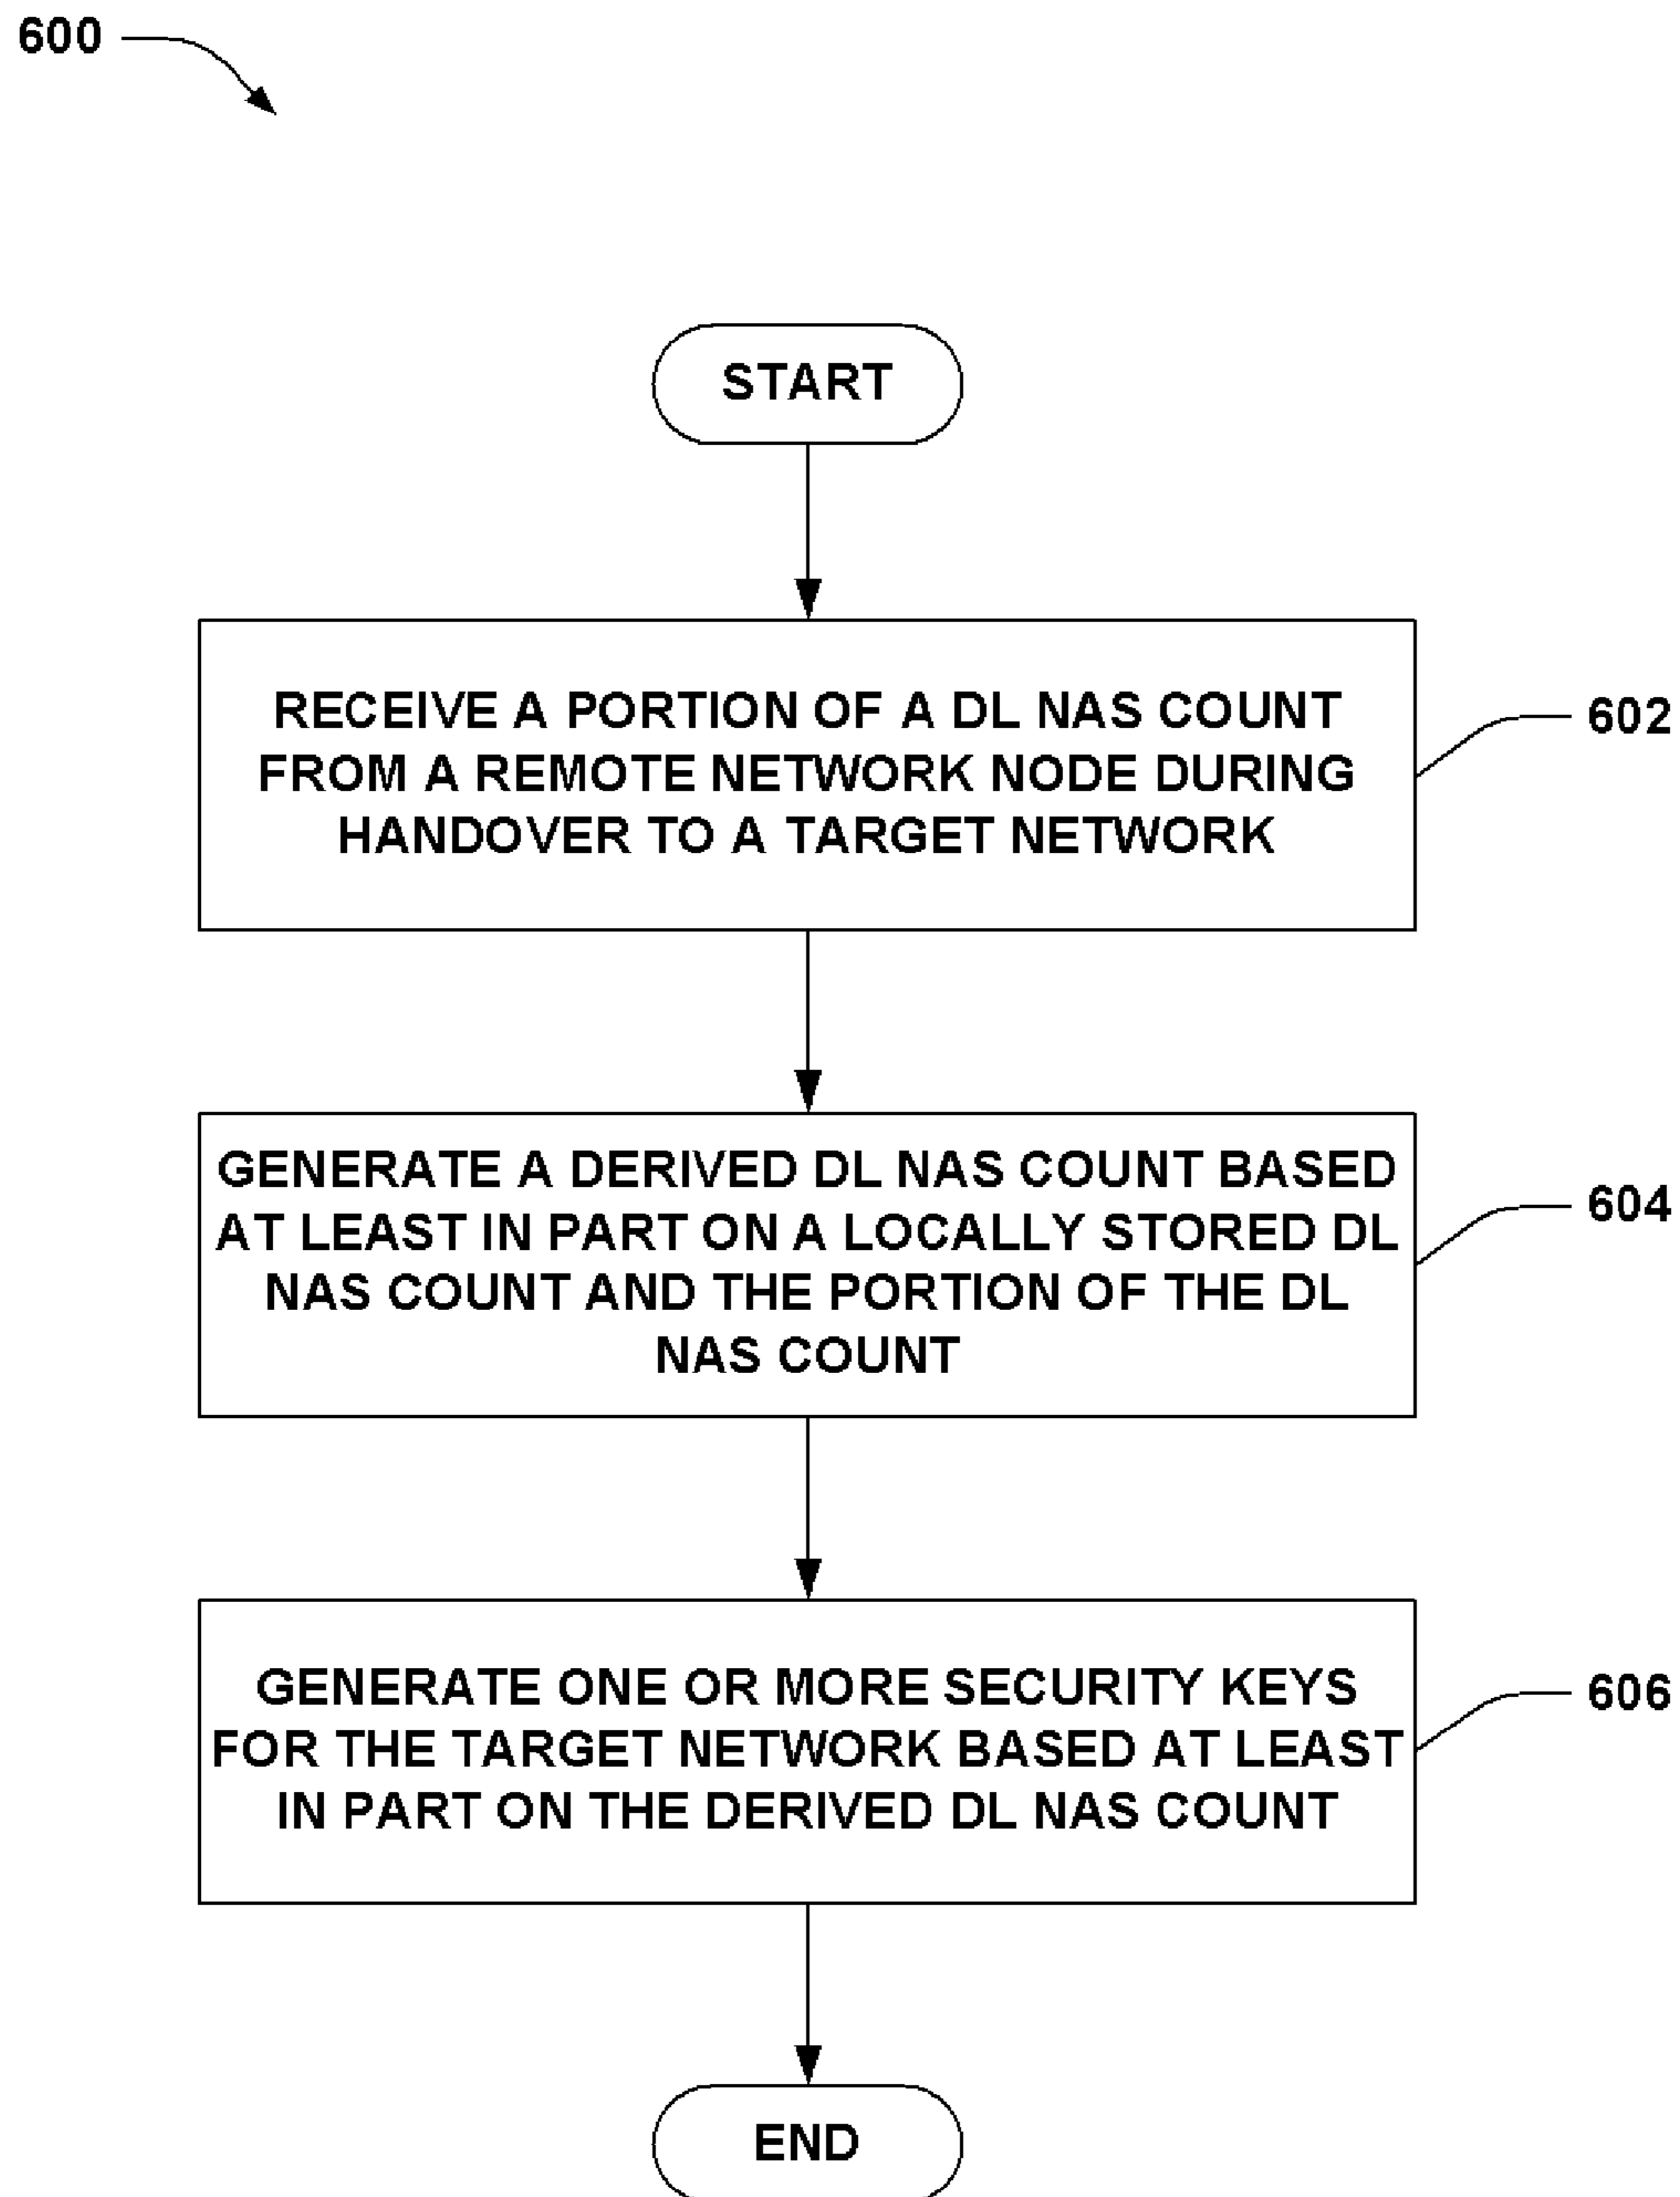 600
START
RECEIVE A PORTION OF A DL NAS COUNT
FROM A REMOTE NETWORK NODE DURING
HANDOVER TO A TARGET NETWORK
602
GENERATE A DERIVED DL NAS COUNT BASED
AT LEAST IN PART ON A LOCALLY STORED DL
NAS COUNT AND THE PORTION OF THE DL
NAS COUNT
604
GENERATE ONE OR MORE SECURITY KEYS
FOR THE TARGET NETWORK BASED AT LEAST
IN PART ON THE DERIVED DL NAS COUNT
606
END